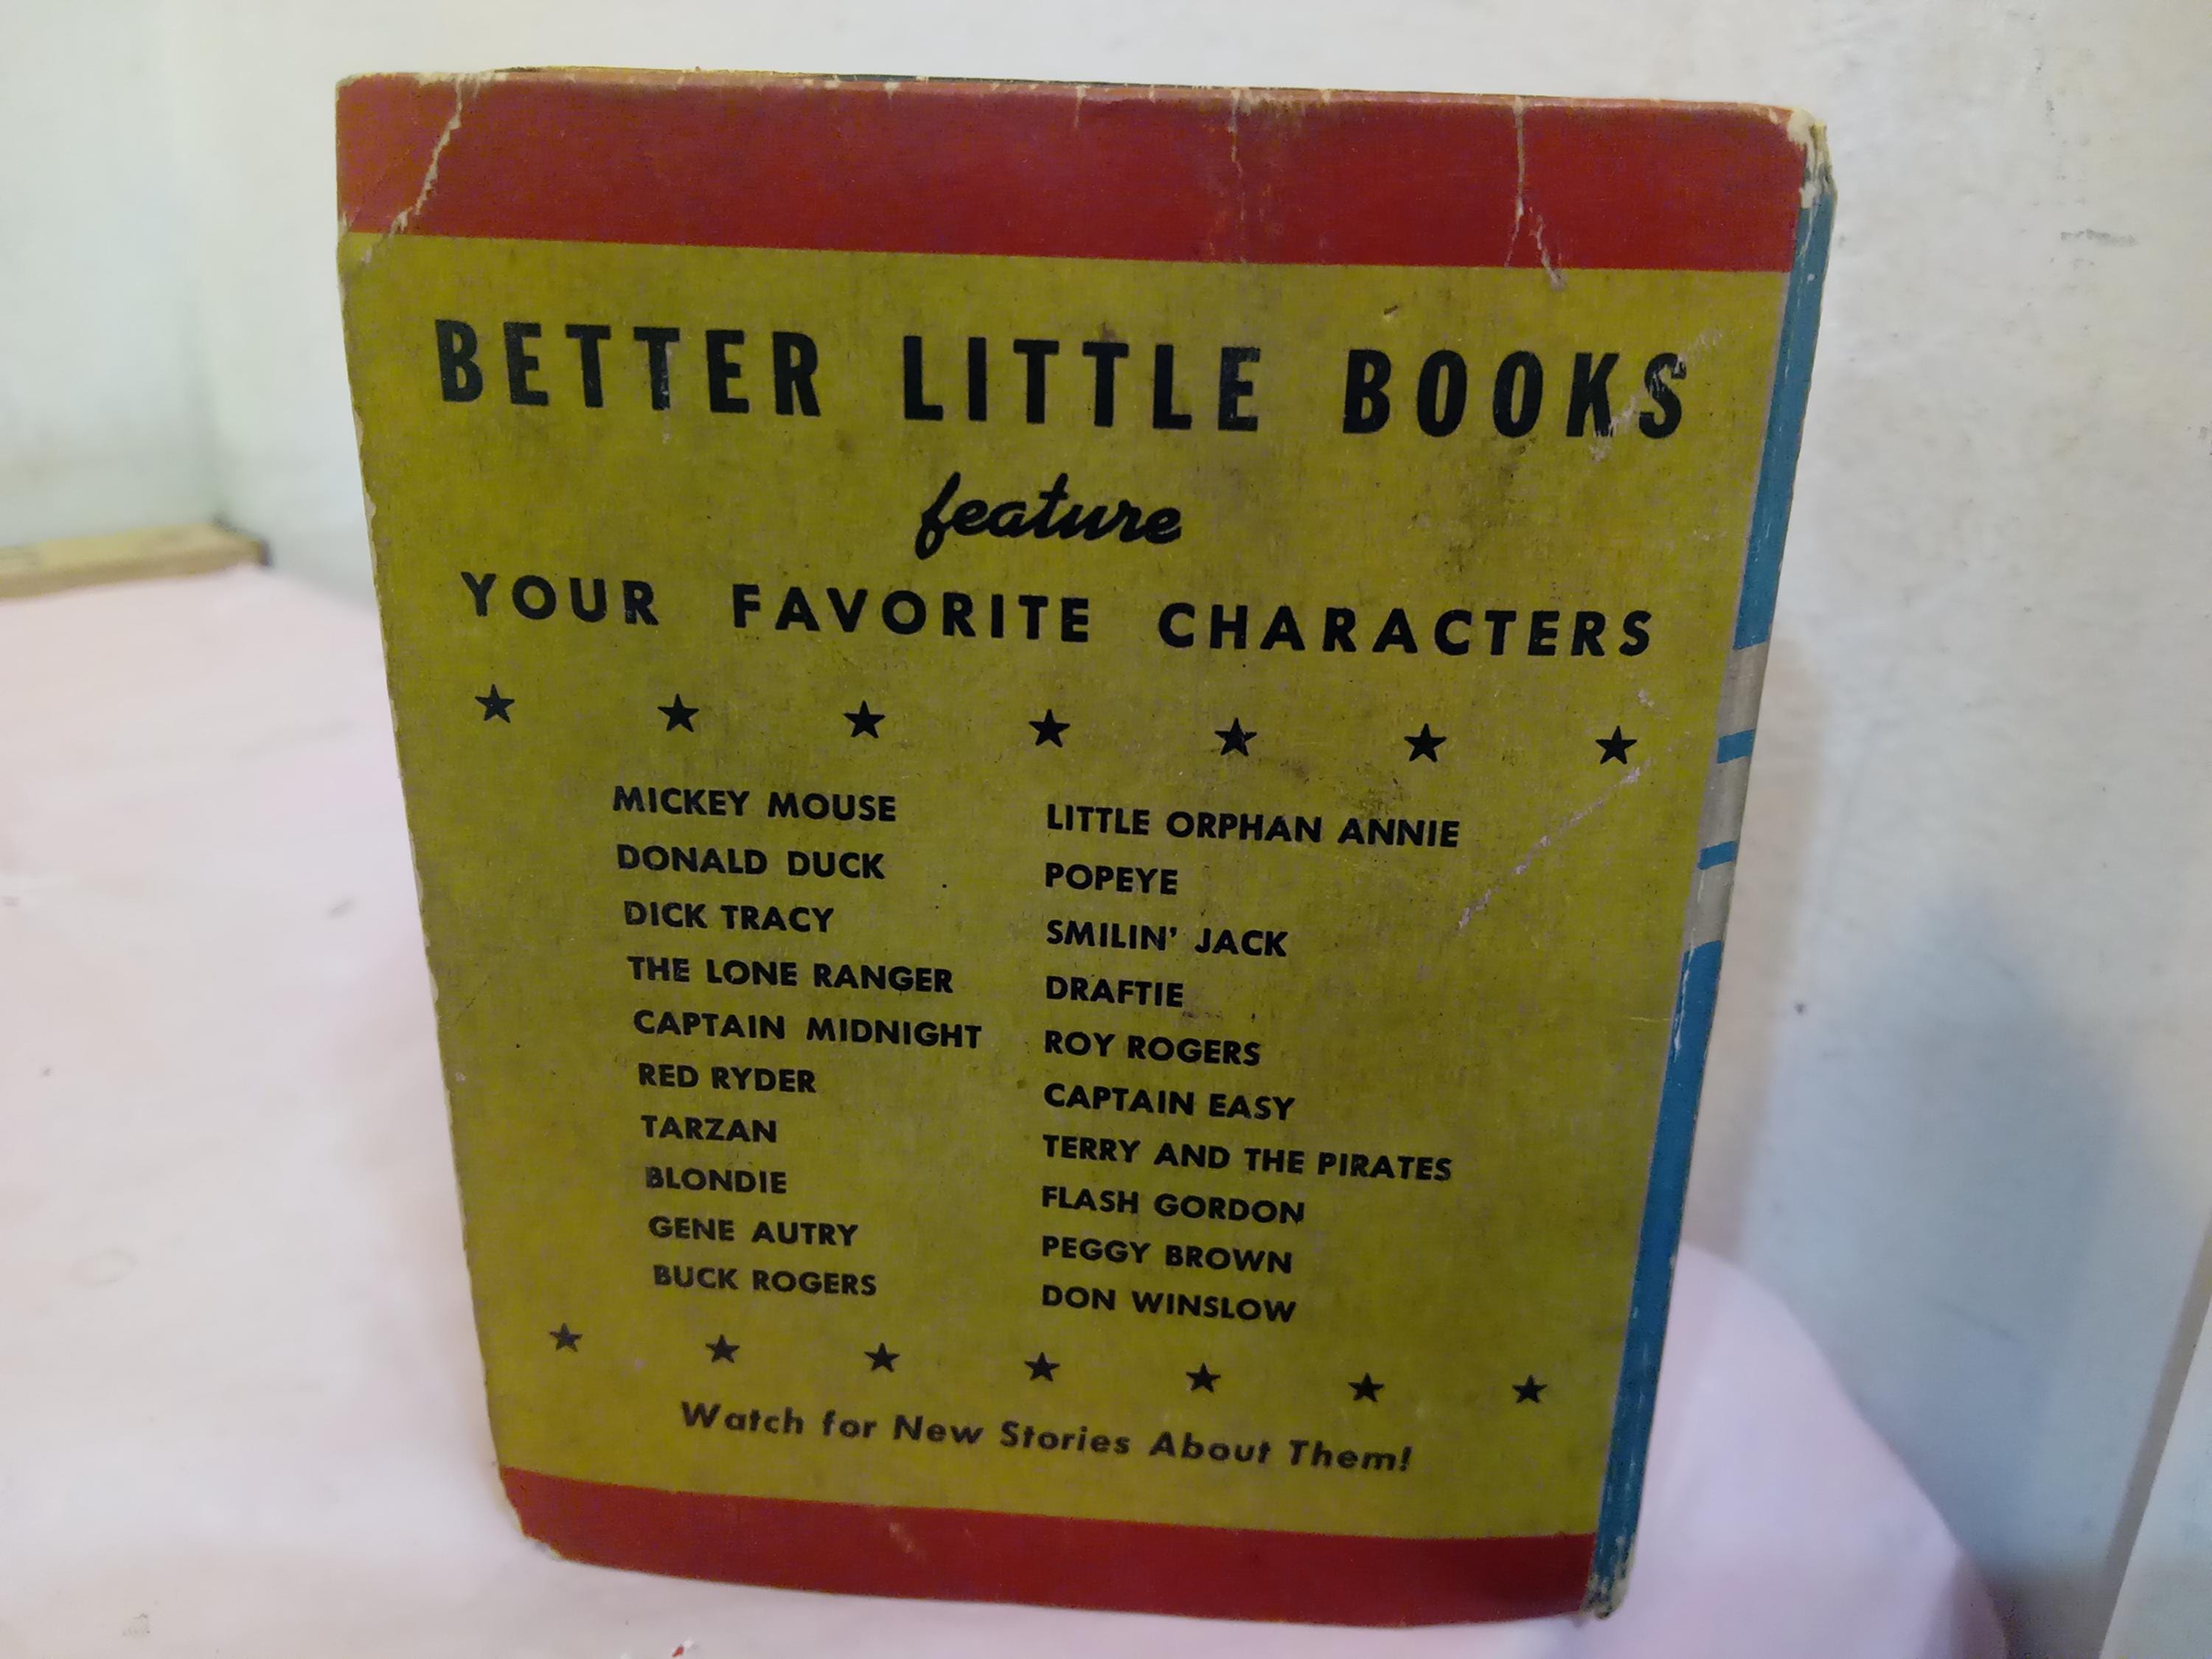 BETTER LITTLE BOOKS
feature
YOUR FAVORITE CHARACTERS
MICKEY MOUSE
DONALD DUCK
DICK TRACY
THE LONE RANGER
CAPTAIN MIDNIGHT
RED RYDER
TARZAN
BLONDIE
GENE AUTRY
BUCK ROGERS
LITTLE ORPHAN ANNIE
POPEYE
SMILIN' JACK
DRAFTIE
ROY ROGERS
CAPTAIN EASY
TERRY AND THE PIRATES
FLASH GORDON
PEGGY BROWN
DON WINSLOW
Watch for New Stories About Them!